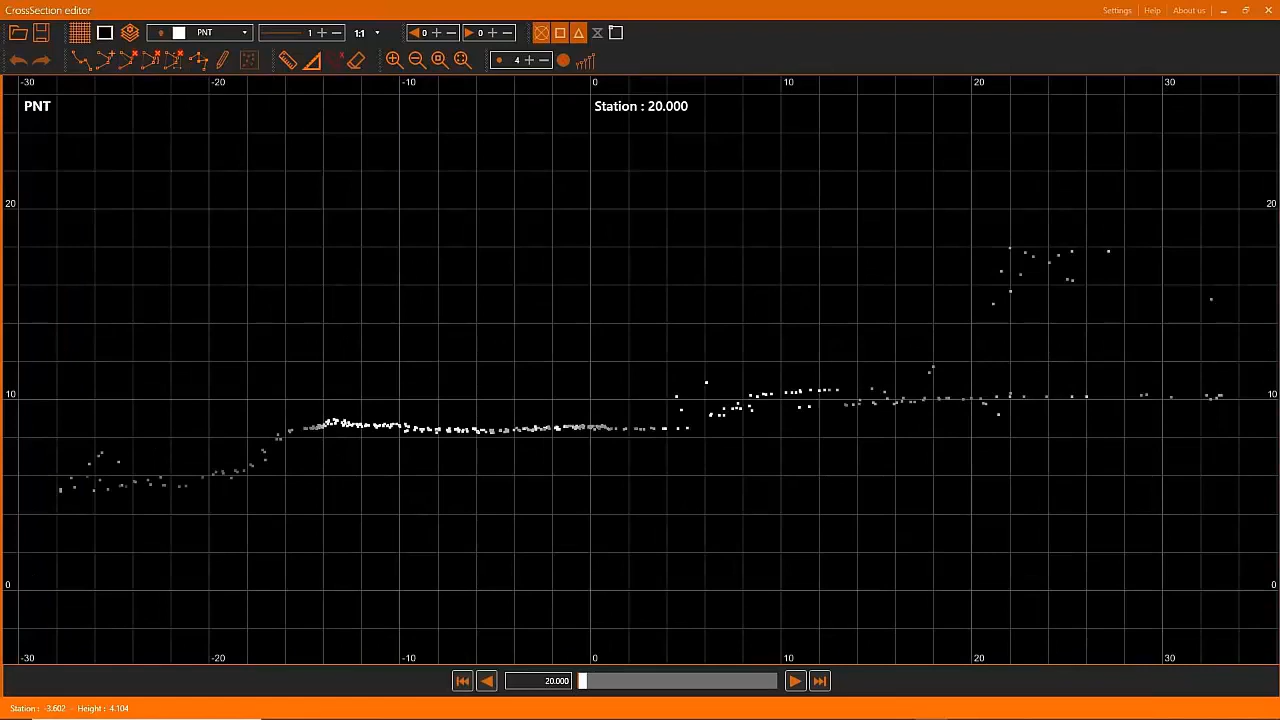 CrossSection editor
Settings Help About us
PNT 1 1:1 0 0
4
-30 -20 -10 0 10 20 30
PNT Station : 20.000
20 20
10 10
0 0
-30 -20 -10 0 10 20 30
20.000
Station : -3.602 - Height : 4.104